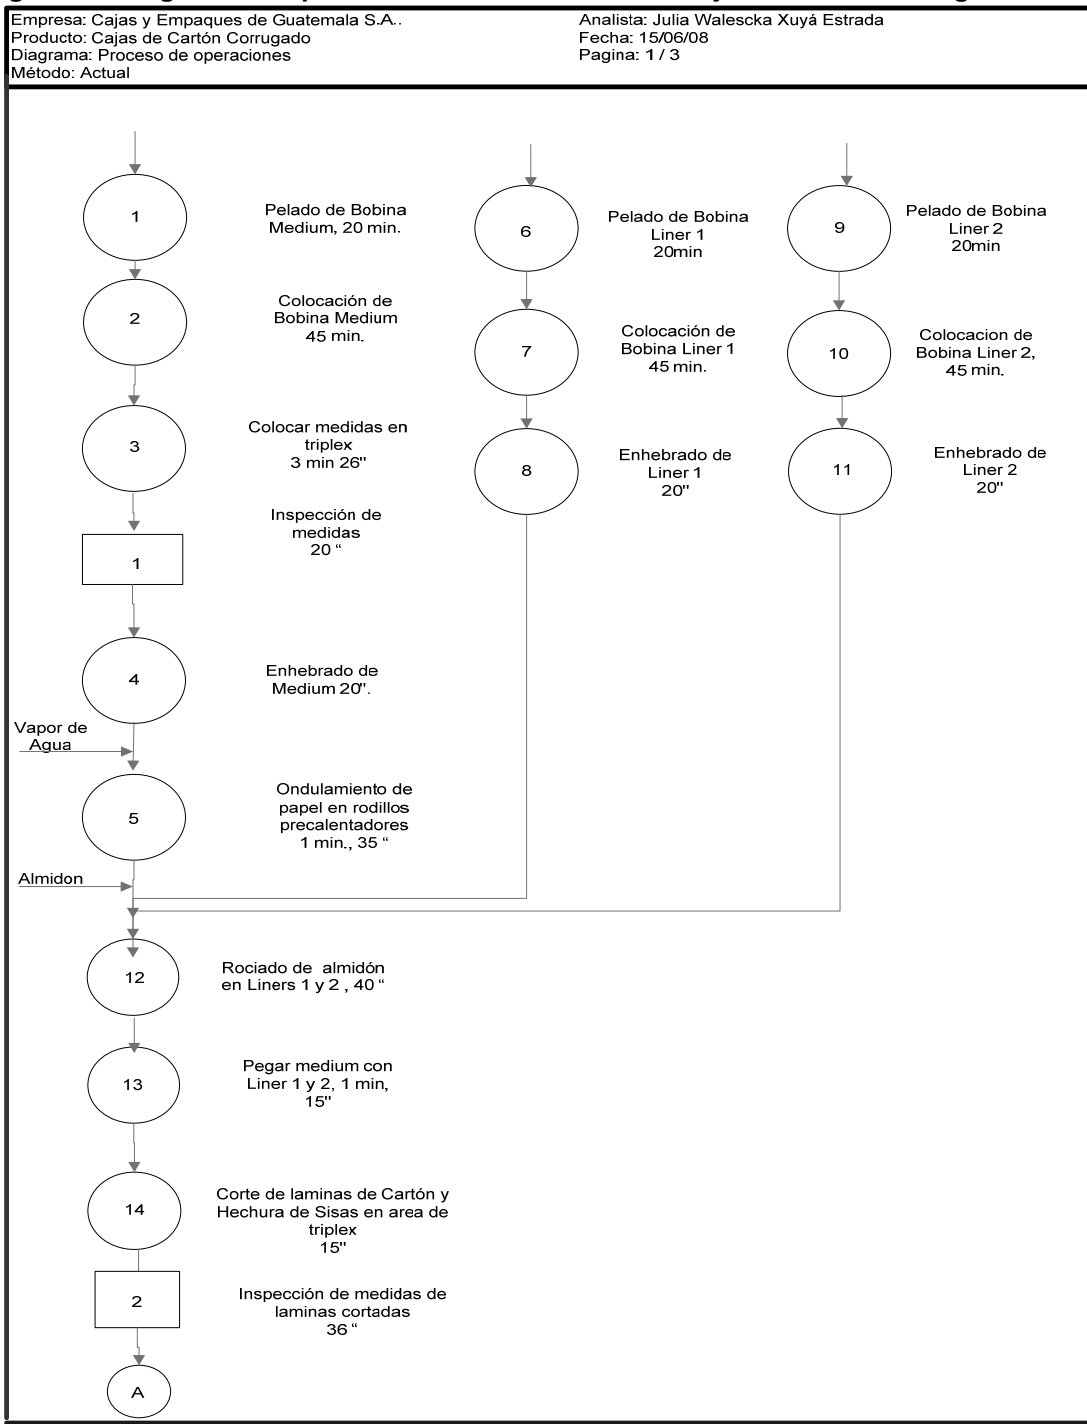 Empresa: Cajas y Empaques de Guatemala S.A..
Producto: Cajas de Cartón Corrugado
Diagrama: Proceso de operaciones
Método: Actual
Analista: Julia Walescka Xuyá Estrada
Fecha: 15/06/08
Pagina: 1 / 3
1
Pelado de Bobina
Medium, 20 min.
2
Colocación de
Bobina Medium
45 min.
3
Colocar medidas en
triplex
3 min 26"
1
Inspección de
medidas
20 “
4
Enhebrado de
Medium 20".
Vapor de
Agua
5
Ondulamiento de
papel en rodillos
precalentadores
1 min., 35 “
Almidon
6
Pelado de Bobina
Liner 1
20min
7
Colocación de
Bobina Liner 1
45 min.
8
Enhebrado de
Liner 1
20"
9
Pelado de Bobina
Liner 2
20min
10
Colocacion de
Bobina Liner 2,
45 min.
11
Enhebrado de
Liner 2
20"
12
Rociado de almidón
en Liners 1 y 2 , 40 “
13
Pegar medium con
Liner 1 y 2, 1 min,
15"
14
Corte de laminas de Cartón y
Hechura de Sisas en area de
triplex
15"
2
Inspección de medidas de
laminas cortadas
36 “
A